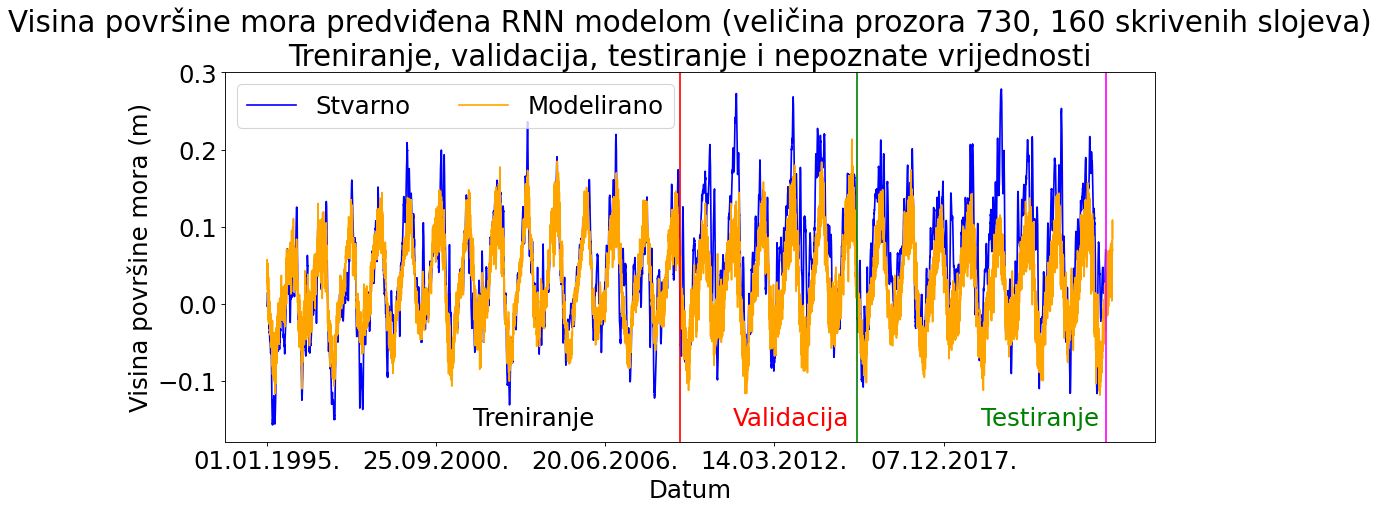 Visina površine mora predviđena RNN modelom (veličina prozora 730, 160 skrivenih slojeva)
Treniranje, validacija, testiranje i nepoznate vrijednosti
Stvarno
Modelirano
Visina površine mora (m)
0.3
0.2
0.1
0.0
−0.1
Treniranje
Validacija
Testiranje
01.01.1995.
25.09.2000.
20.06.2006.
14.03.2012.
07.12.2017.
Datum